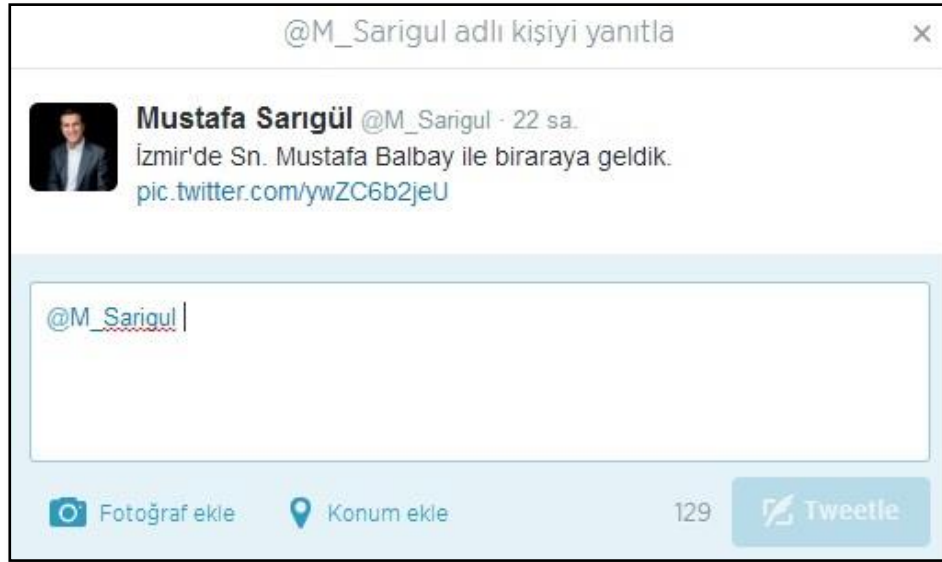 @M_Sarigul adlı kişiyi yanıtla ×
Mustafa Sarıgül @M_Sarigul · 22 sa.
İzmir'de Sn. Mustafa Balbay ile biraraya geldik.
pic.twitter.com/ywZC6b2jeU
@M_Sarigul
Fotoğraf ekle Konum ekle 129 Tweetle